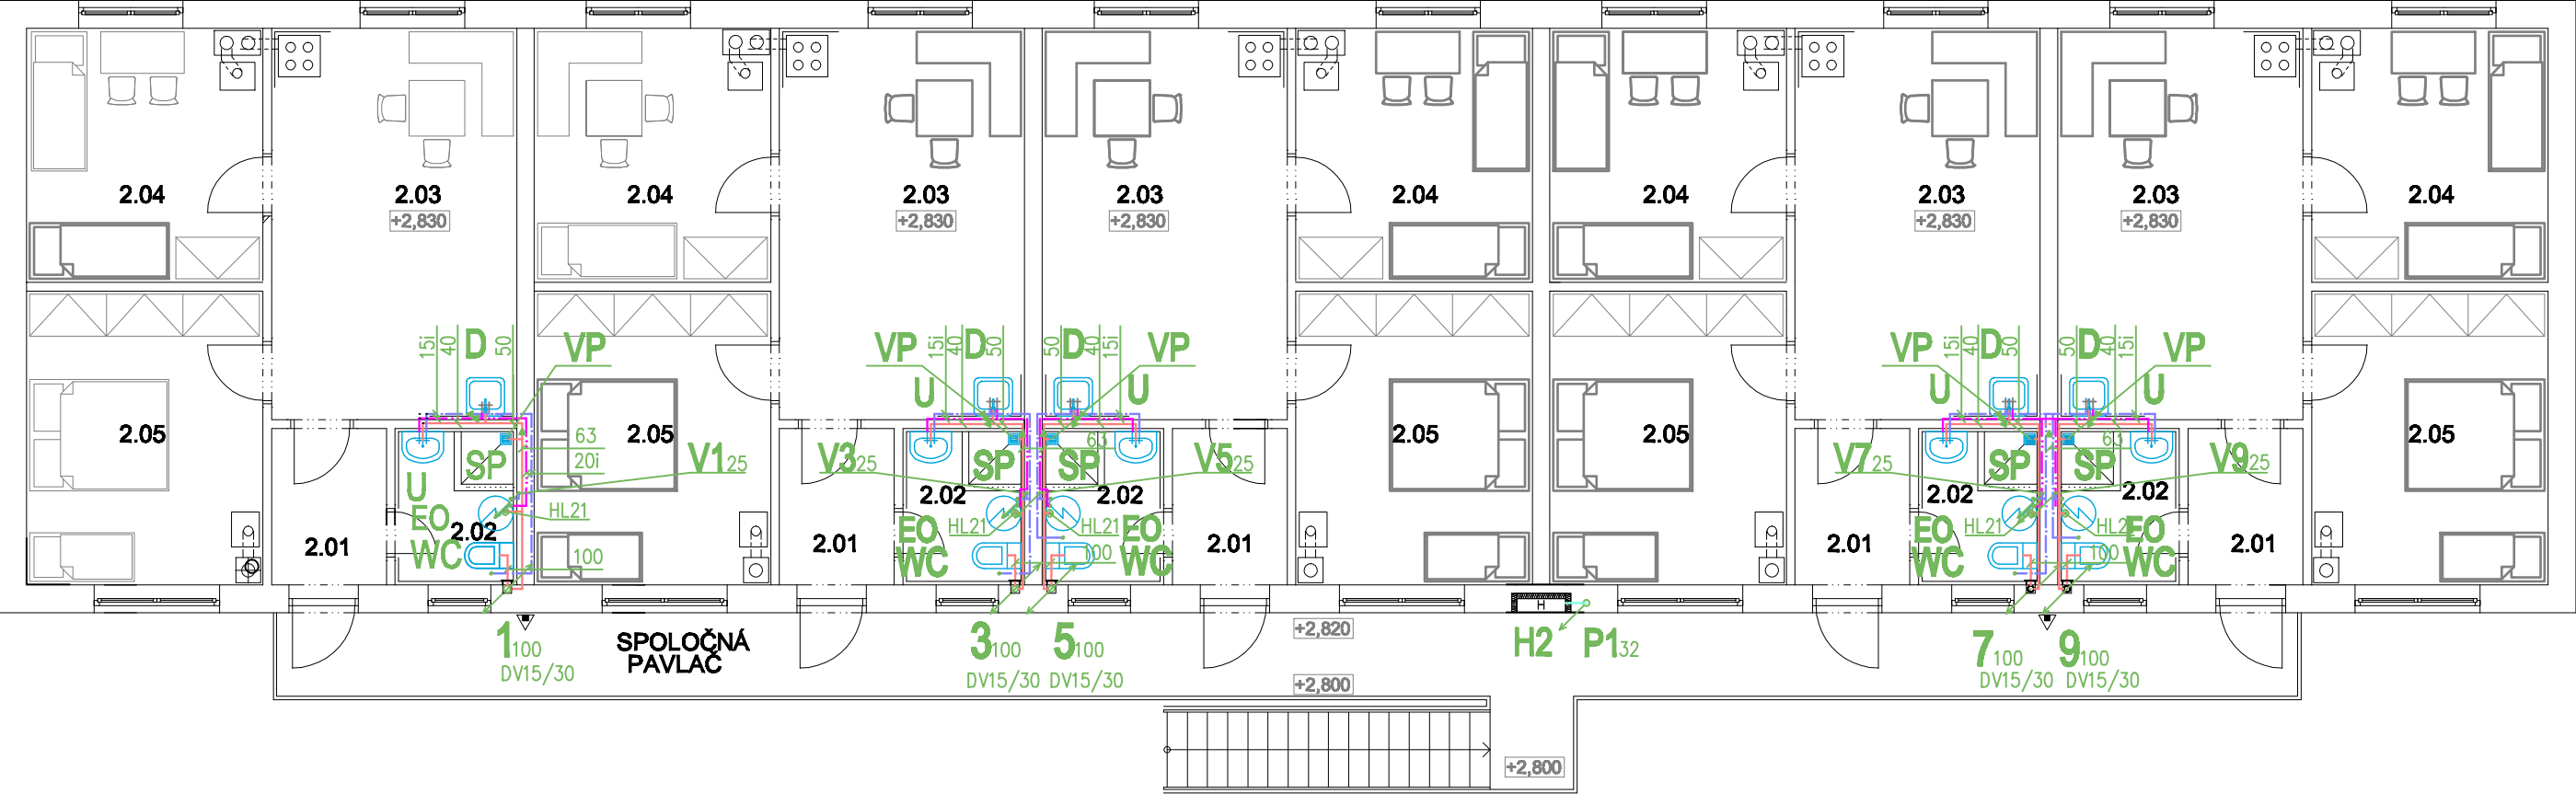 2.04
2.03
+2,830
2.04
2.03
+2,830
2.03
+2,830
2.04
2.04
2.03
+2,830
2.03
+2,830
2.04
15i
40
D
50
VP
VP
15i
40
D
50
U
50
D
40
15i
VP
U
VP
15i
40
D
50
U
50
D
40
15i
VP
U
2.05
SP
63
20i
2.05
V125
V325
SP
SP
63
V525
2.05
2.05
V725
SP
SP
63
V925
2.05
U
EO
WC
2.02
HL21
100
2.01
2.01
2.02
EO
WC
HL21
2.02
HL21
EO
100
WC
2.01
2.01
2.02
EO
WC
HL21
2.02
EO
100
WC
2.01
H
1100
DV15/30
SPOLOČNÁ
PAVLAČ
3100
DV15/30
5100
DV15/30
+2,820
+2,800
H2
P132
7100
DV15/30
9100
DV15/30
+2,800